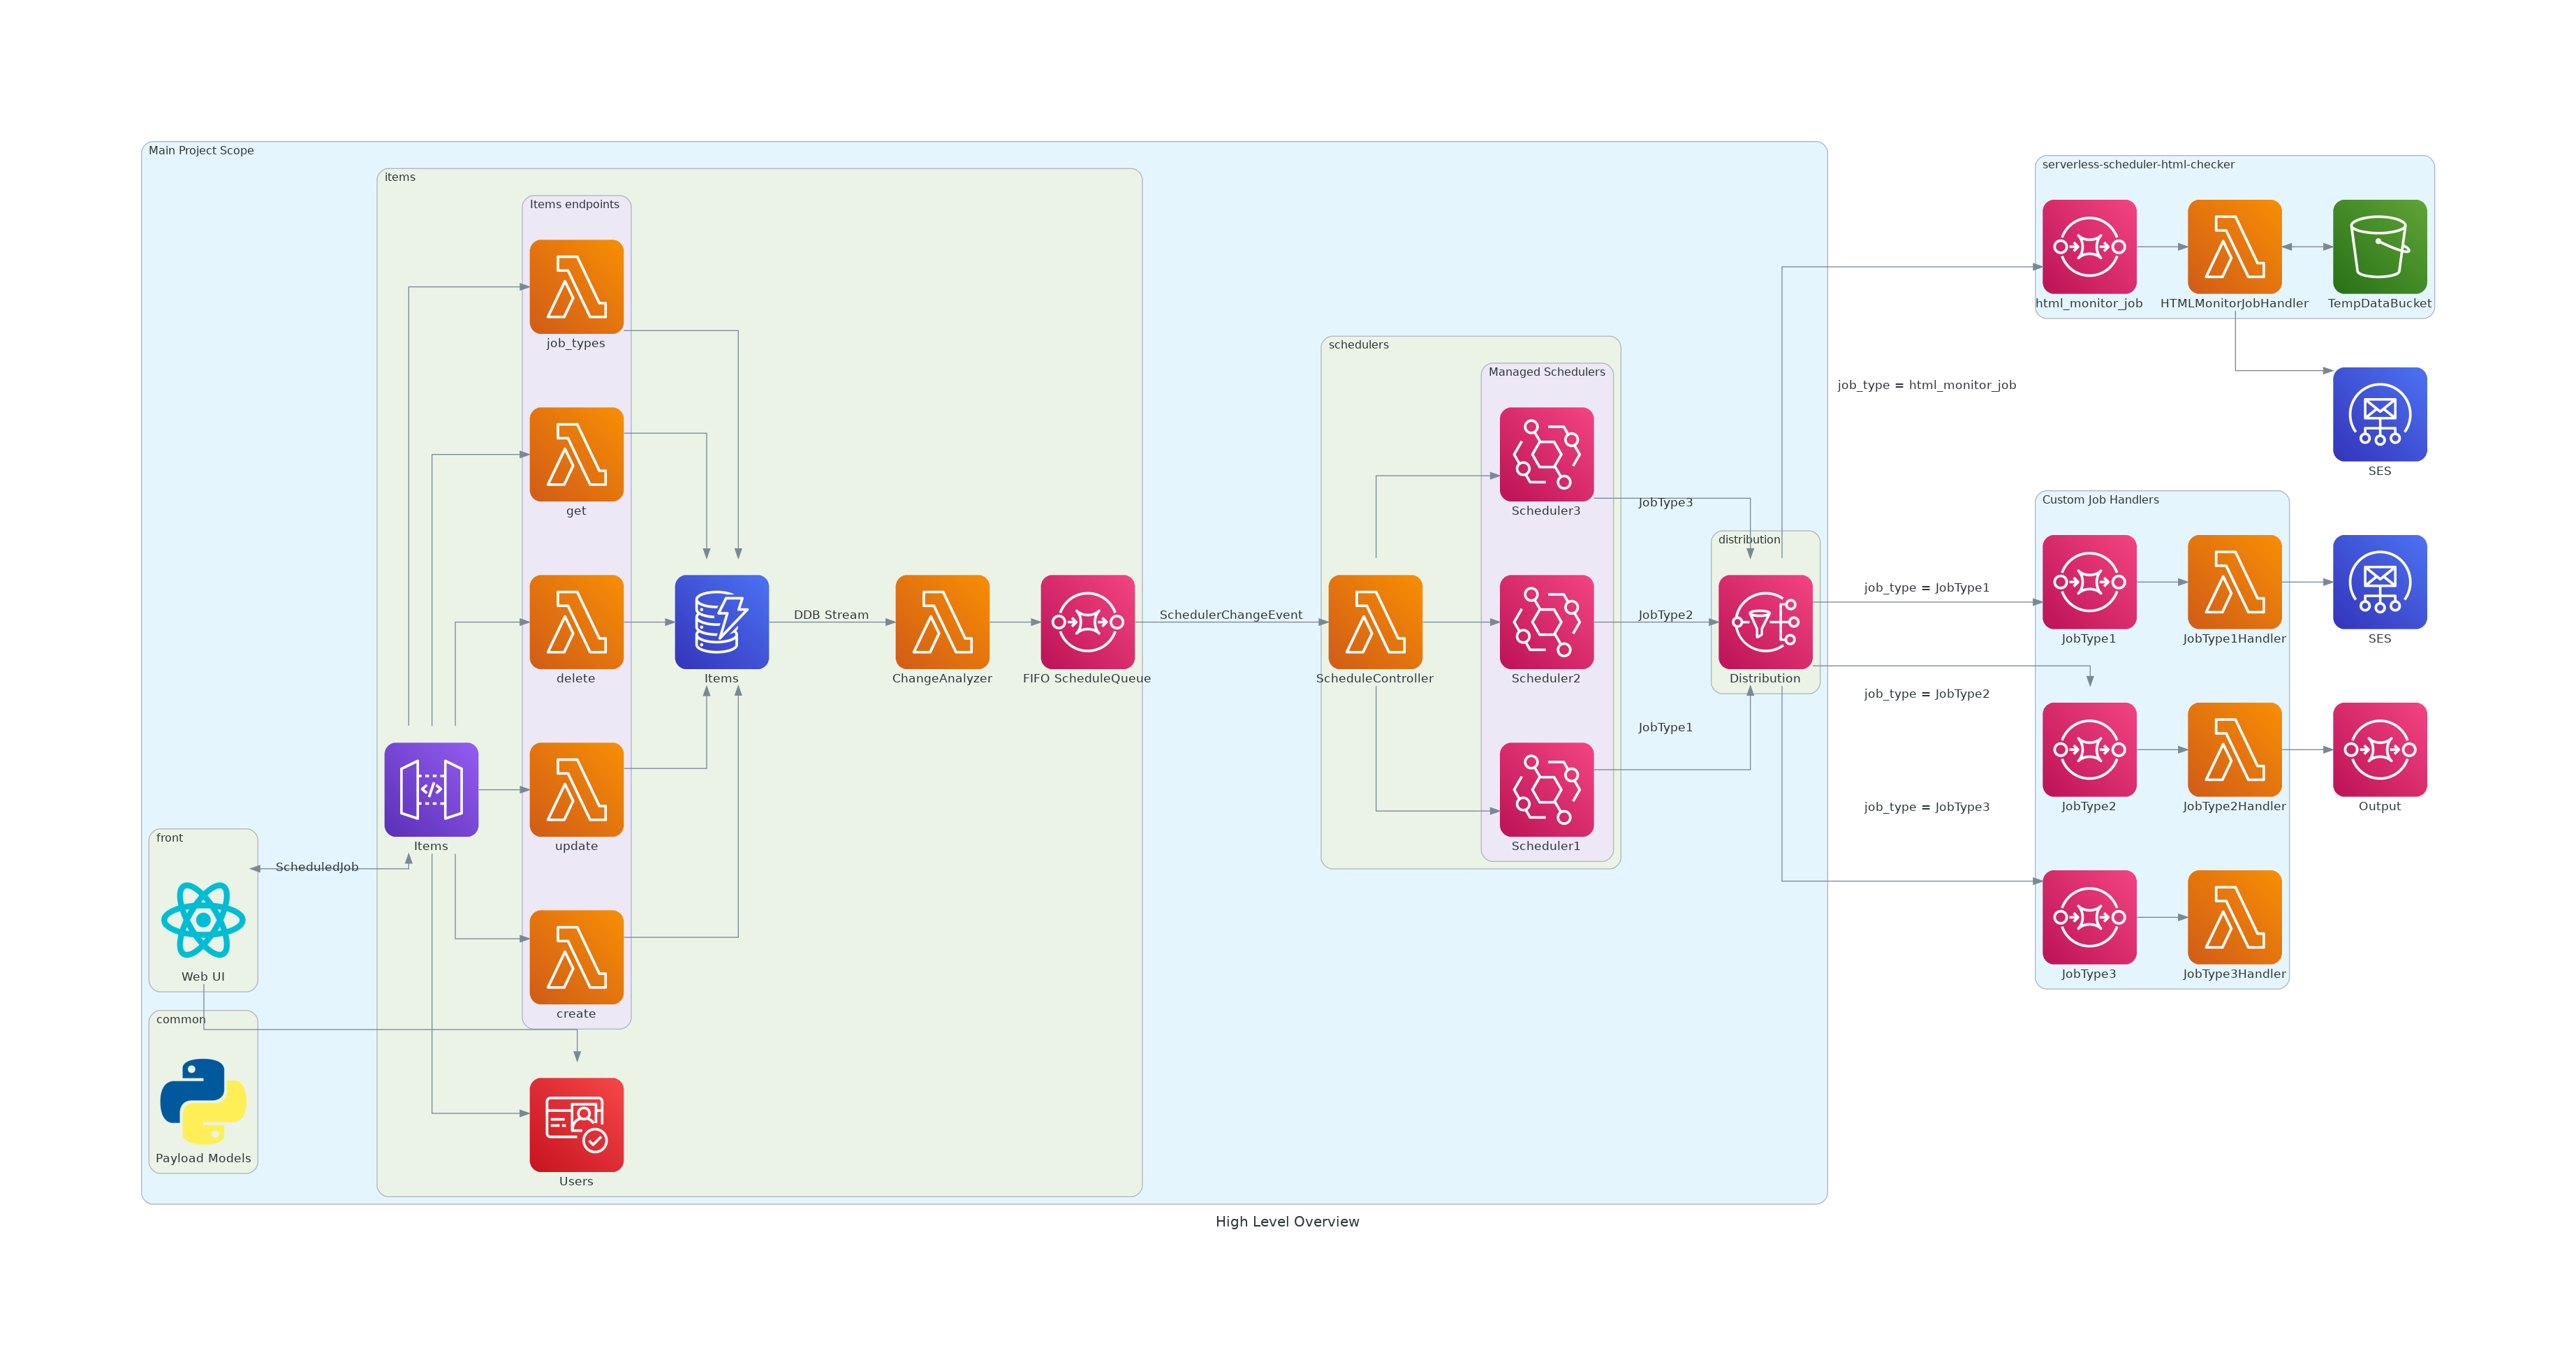 Main Project Scope
items
Items endpoints
job_types
get
delete
update
create
Items
front
ScheduledJob
Web UI
common
Payload Models
Users
Items
DDB Stream
ChangeAnalyzer
FIFO ScheduleQueue
SchedulerChangeEvent
schedulers
Managed Schedulers
ScheduleController
Scheduler3
Scheduler2
Scheduler1
JobType3
JobType2
JobType1
distribution
Distribution
job_type = html_monitor_job
job_type = JobType1
job_type = JobType2
job_type = JobType3
serverless-scheduler-html-checker
html_monitor_job
HTMLMonitorJobHandler
TempDataBucket
SES
Custom Job Handlers
JobType1
JobType1Handler
SES
JobType2
JobType2Handler
Output
JobType3
JobType3Handler
High Level Overview